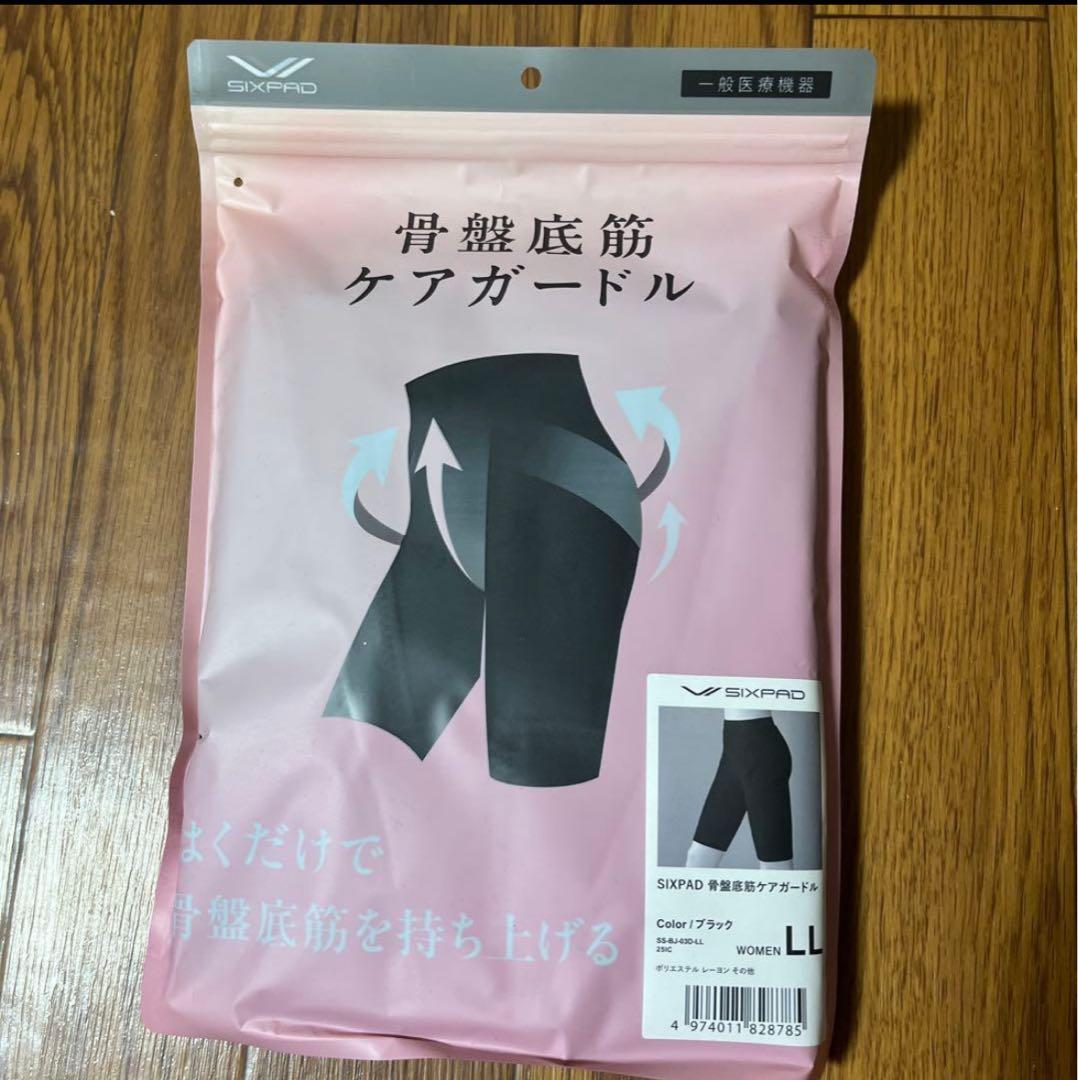 SIXPAD
一般医療機器
骨盤底筋
ケアガードル
はくだけで
骨盤底筋を持ち上げる
SIXPAD
SIXPAD 骨盤底筋ケアガードル
Color / ブラック
SS-BJ-03D-LL
25IC
WOMEN LL
ポリエステル レーヨン その他
4 974011 828785